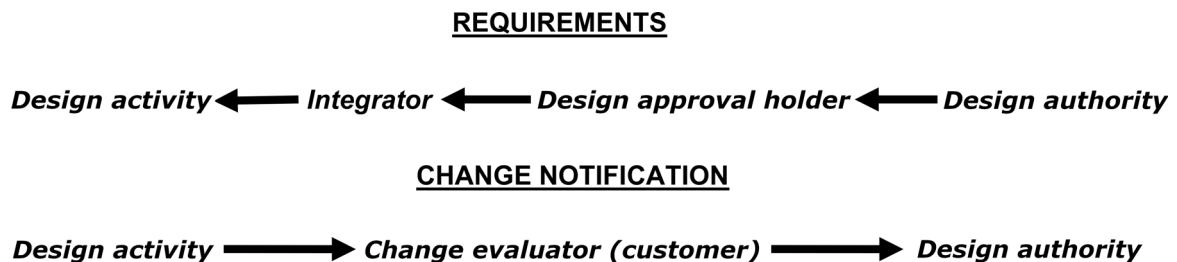 REQUIREMENTS
Design activity Integrator Design approval holder Design authority
CHANGE NOTIFICATION
Design activity Change evaluator (customer) Design authority